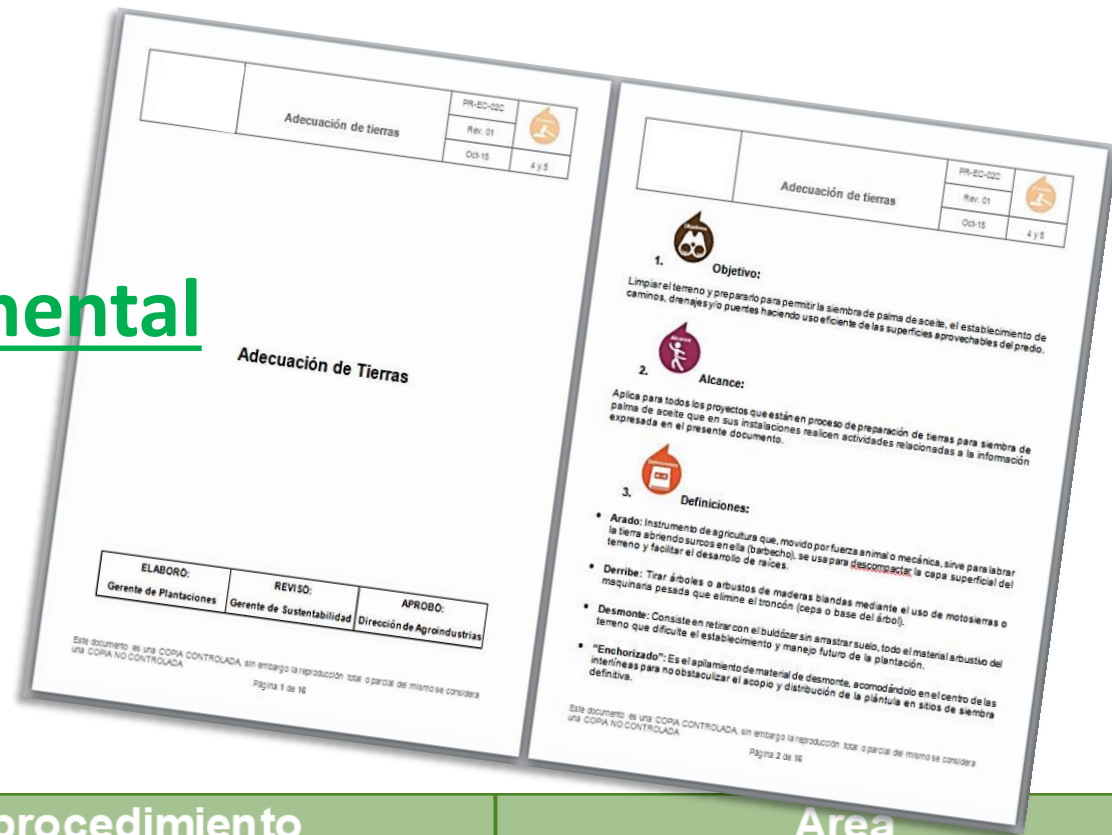 mental
Adecuación de tierras
PR-EC-02C
Rev. 01
Oct-15
4 y 5
Adecuación de Tierras
ELABORO:
Gerente de Plantaciones
REVISO:
Gerente de Sustentabilidad
APROBO:
Dirección de Agroindustrias
Este documento es una COPIA CONTROLADA, sin embargo la reproducción total o parcial del mismo se considera
una COPIA NO CONTROLADA
Página 1 de 16
Adecuación de tierras
PR-EC-02C
Rev. 01
Oct-15
4 y 5
1. Objetivo:
Limpiar el terreno y prepararlo para permitir la siembra de palma de aceite, el establecimiento de
caminos, drenajes y/o puentes haciendo uso eficiente de las superficies aprovechables del predio.
Alcance
2. Alcance:
Aplica para todos los proyectos que están en proceso de preparación de tierras para siembra de
palma de aceite que en sus instalaciones realicen actividades relacionadas a la información
expresada en el presente documento.
Definiciones
3. Definiciones:
• Arado: Instrumento de agricultura que, movido por fuerza animal o mecánica, sirve para labrar
la tierra abriendo surcos en ella (barbecho), se usa para descompactar la capa superficial del
terreno y facilitar el desarrollo de raíces.
• Derribe: Tirar árboles o arbustos de maderas blandas mediante el uso de motosierras o
maquinaria pesada que elimine el troncón (cepa o base del árbol).
• Desmonte: Consiste en retirar con el buldózer sin arrastrar suelo, todo el material arbustivo del
terreno que dificulte el establecimiento y manejo futuro de la plantación.
• "Enchorizado": Es el apilamiento de material de desmonte, acomodándolo en el centro de las
interlíneas para no obstaculizar el acopio y distribución de la plántula en sitios de siembra
definitiva.
Este documento es una COPIA CONTROLADA, sin embargo la reproducción total o parcial del mismo se considera
una COPIA NO CONTROLADA
Página 2 de 16
procedimiento
Area